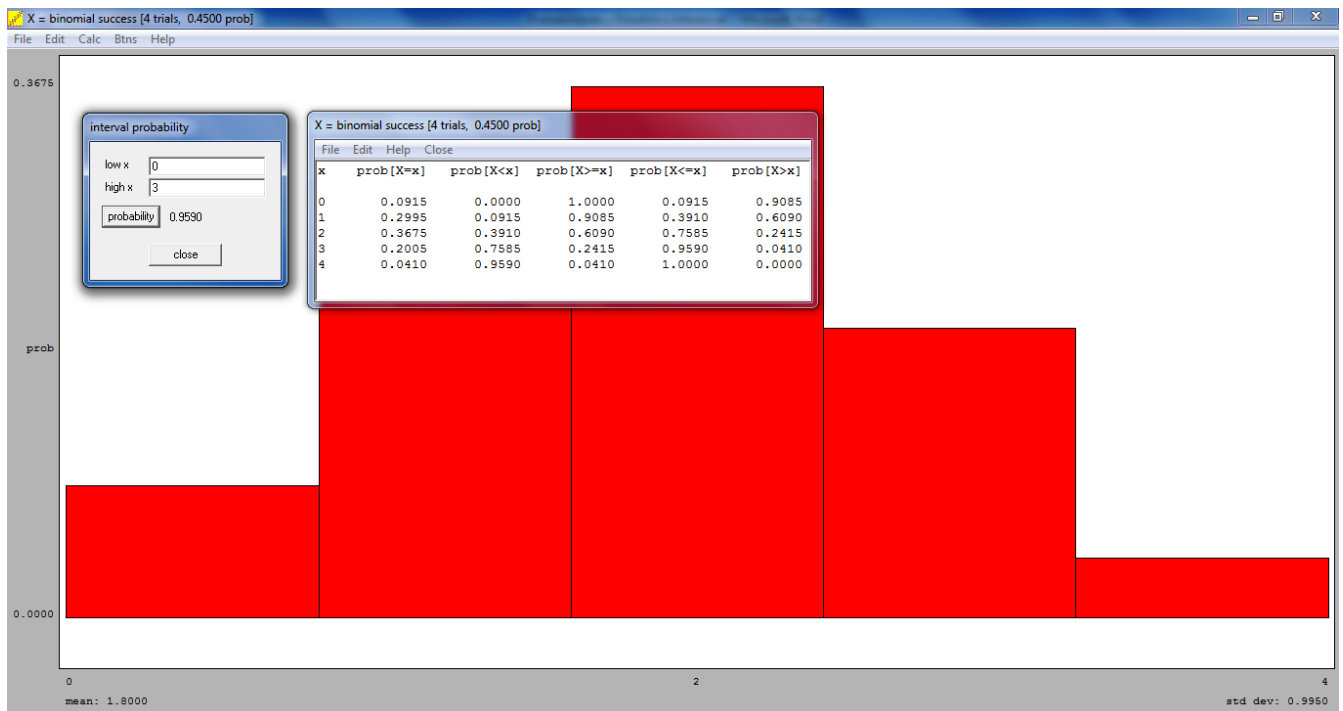 X = binomial success [4 trials, 0.4500 prob]
File Edit Calc Btns Help
0.3675
interval probability
low x 0
high x 3
probability 0.9590
close
X = binomial success [4 trials, 0.4500 prob]
File Edit Help Close
x prob[X=x] prob[X<x] prob[X>=x] prob[X<=x] prob[X>x]
0 0.0915 0.0000 1.0000 0.0915 0.9085
1 0.2995 0.0915 0.9085 0.3910 0.6090
2 0.3675 0.3910 0.6090 0.7585 0.2415
3 0.2005 0.7585 0.2415 0.9590 0.0410
4 0.0410 0.9590 0.0410 1.0000 0.0000
prob
0.0000
0 2 4
mean: 1.8000 std dev: 0.9950